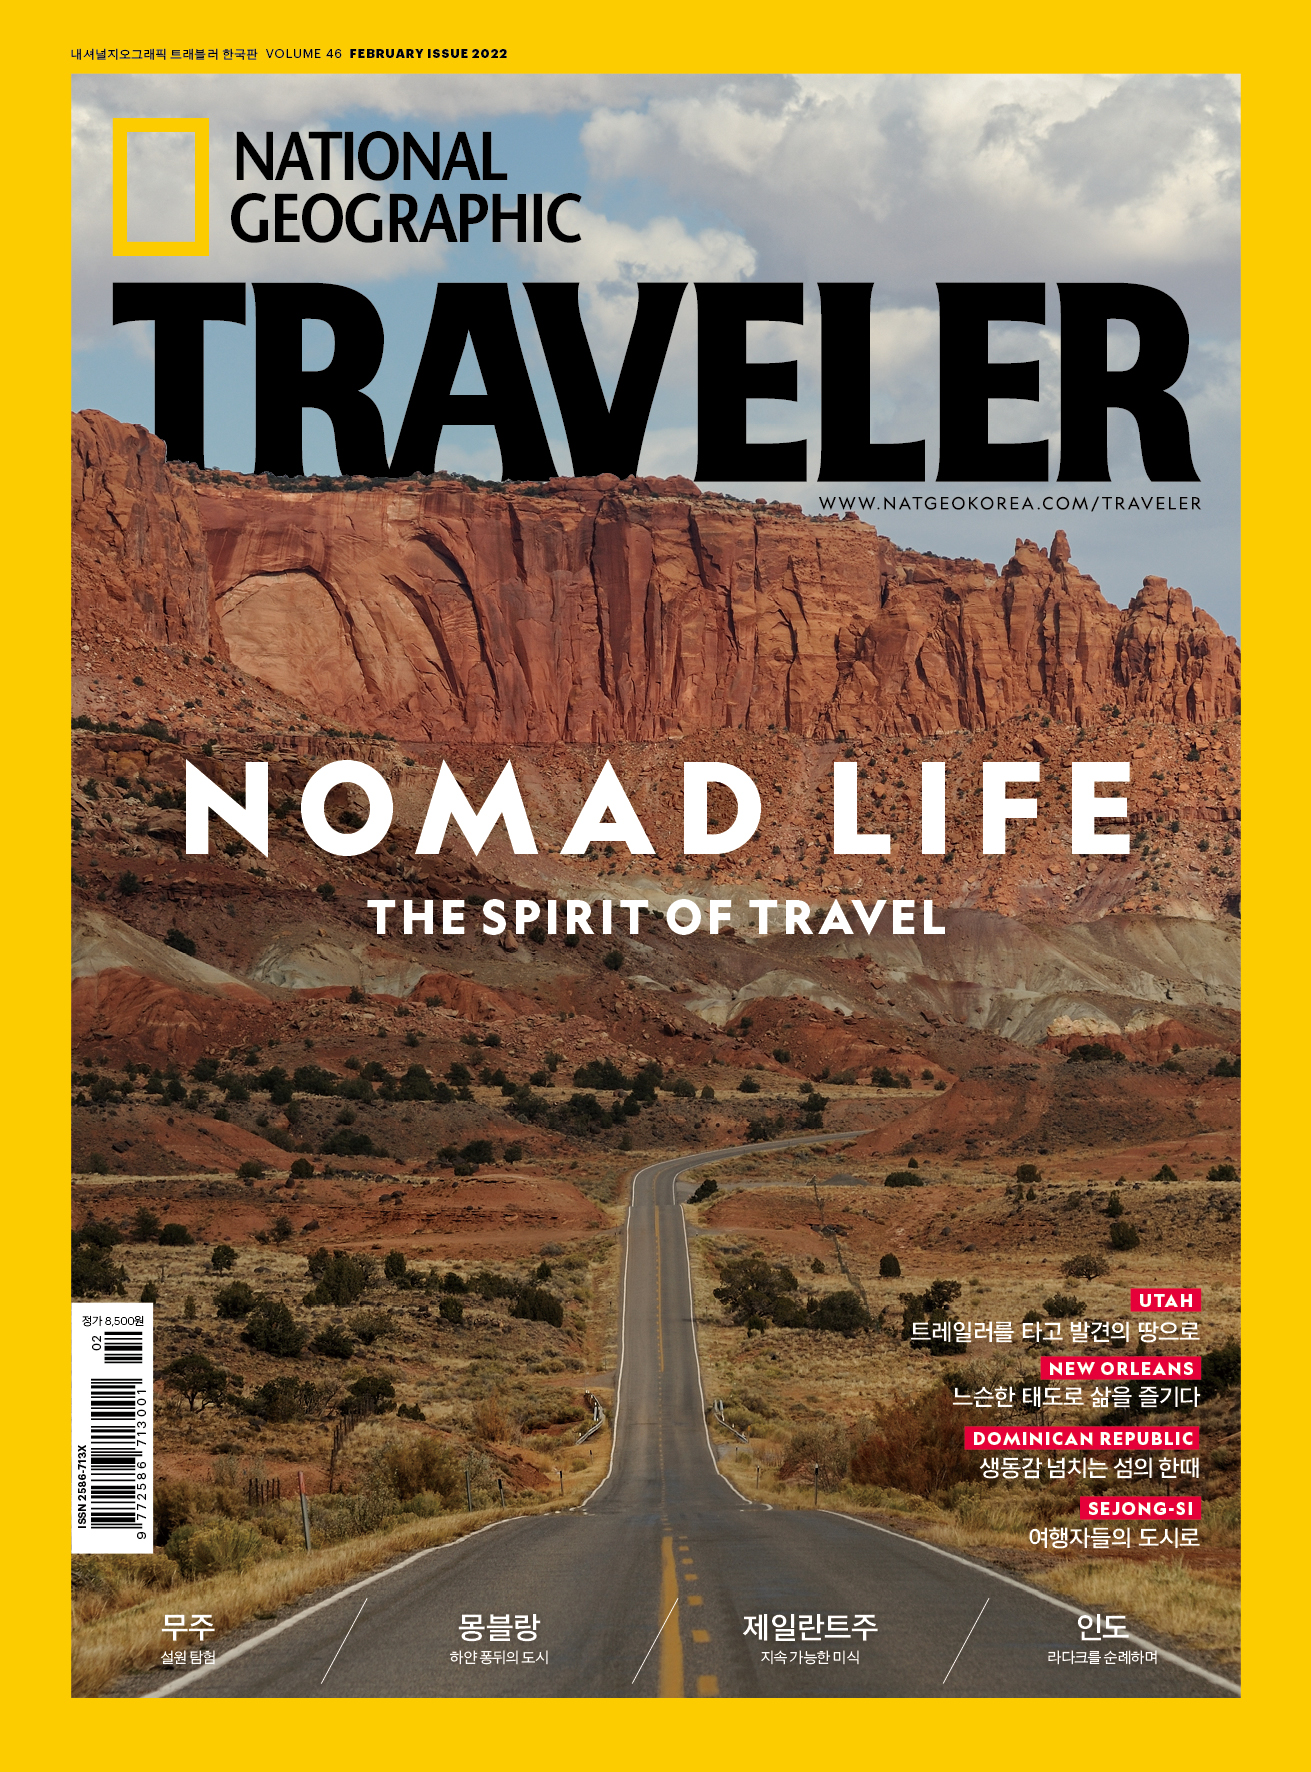 내셔널지오그래픽 트래블러 한국판 VOLUME 46 FEBRUARY ISSUE 2022
NATIONAL
GEOGRAPHIC
TRAVELER
WWW.NATGEOKOREA.COM/TRAVELER
NOMAD LIFE
THE SPIRIT OF TRAVEL
UTAH
트레일러를 타고 발견의 땅으로
NEW ORLEANS
느슨한 태도로 삶을 즐기다
DOMINICAN REPUBLIC
생동감 넘치는 섬의 한때
SEJONG-SI
여행자들의 도시로
정가 8,500원
02
ISSN 2586-713X
9 772586 713001
무주
설원 탐험
몽블랑
하얀 퐁뒤의 도시
제일란트주
지속 가능한 미식
인도
라다크를 순례하며